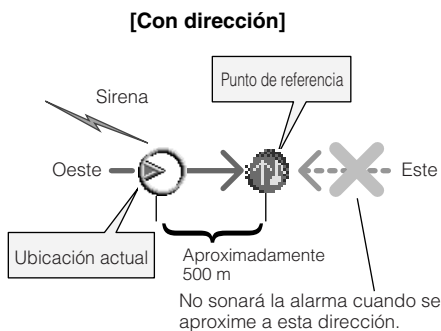 [Con dirección]
Punto de referencia
Sirena
Oeste
Este
Ubicación actual
Aproximadamente
500 m
No sonará la alarma cuando se
aproxime a esta dirección.